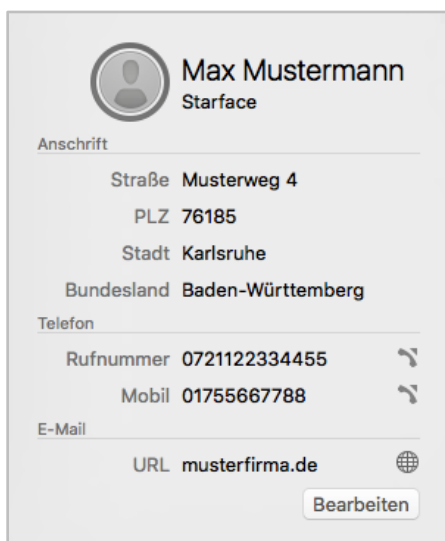 Max Mustermann
Starface
Anschrift
Straße Musterweg 4
PLZ 76185
Stadt Karlsruhe
Bundesland Baden-Württemberg
Telefon
Rufnummer 0721122334455
Mobil 01755667788
E-Mail
URL musterfirma.de
Bearbeiten